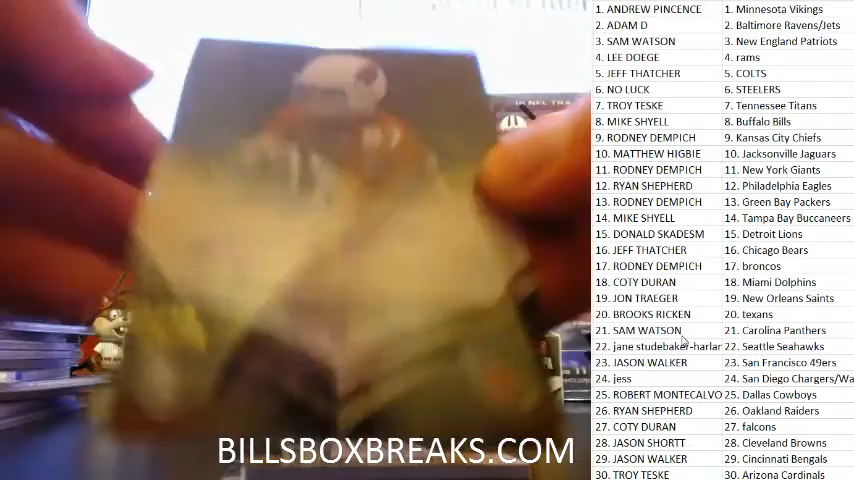 1. ANDREW PINCENCE 1. Minnesota Vikings
2. ADAM D 2. Baltimore Ravens/Jets
3. SAM WATSON 3. New England Patriots
4. LEE DOEGE 4. rams
5. JEFF THATCHER 5. COLTS
6. NO LUCK 6. STEELERS
7. TROY TESKE 7. Tennessee Titans
8. MIKE SHYELL 8. Buffalo Bills
9. RODNEY DEMPICH 9. Kansas City Chiefs
10. MATTHEW HIGBIE 10. Jacksonville Jaguars
11. RODNEY DEMPICH 11. New York Giants
12. RYAN SHEPHERD 12. Philadelphia Eagles
13. RODNEY DEMPICH 13. Green Bay Packers
14. MIKE SHYELL 14. Tampa Bay Buccaneers
15. DONALD SKADESM 15. Detroit Lions
16. JEFF THATCHER 16. Chicago Bears
17. RODNEY DEMPICH 17. broncos
18. COTY DURAN 18. Miami Dolphins
19. JON TRAEGER 19. New Orleans Saints
20. BROOKS RICKEN 20. texans
21. SAM WATSON 21. Carolina Panthers
22. jane studebaker-harlar 22. Seattle Seahawks
23. JASON WALKER 23. San Francisco 49ers
24. jess 24. San Diego Chargers/Wa
25. ROBERT MONTECALVO 25. Dallas Cowboys
26. RYAN SHEPHERD 26. Oakland Raiders
27. COTY DURAN 27. falcons
28. JASON SHORTT 28. Cleveland Browns
29. JASON WALKER 29. Cincinnati Bengals
30. TROY TESKE 30. Arizona Cardinals
BILLSBOXBREAKS.COM